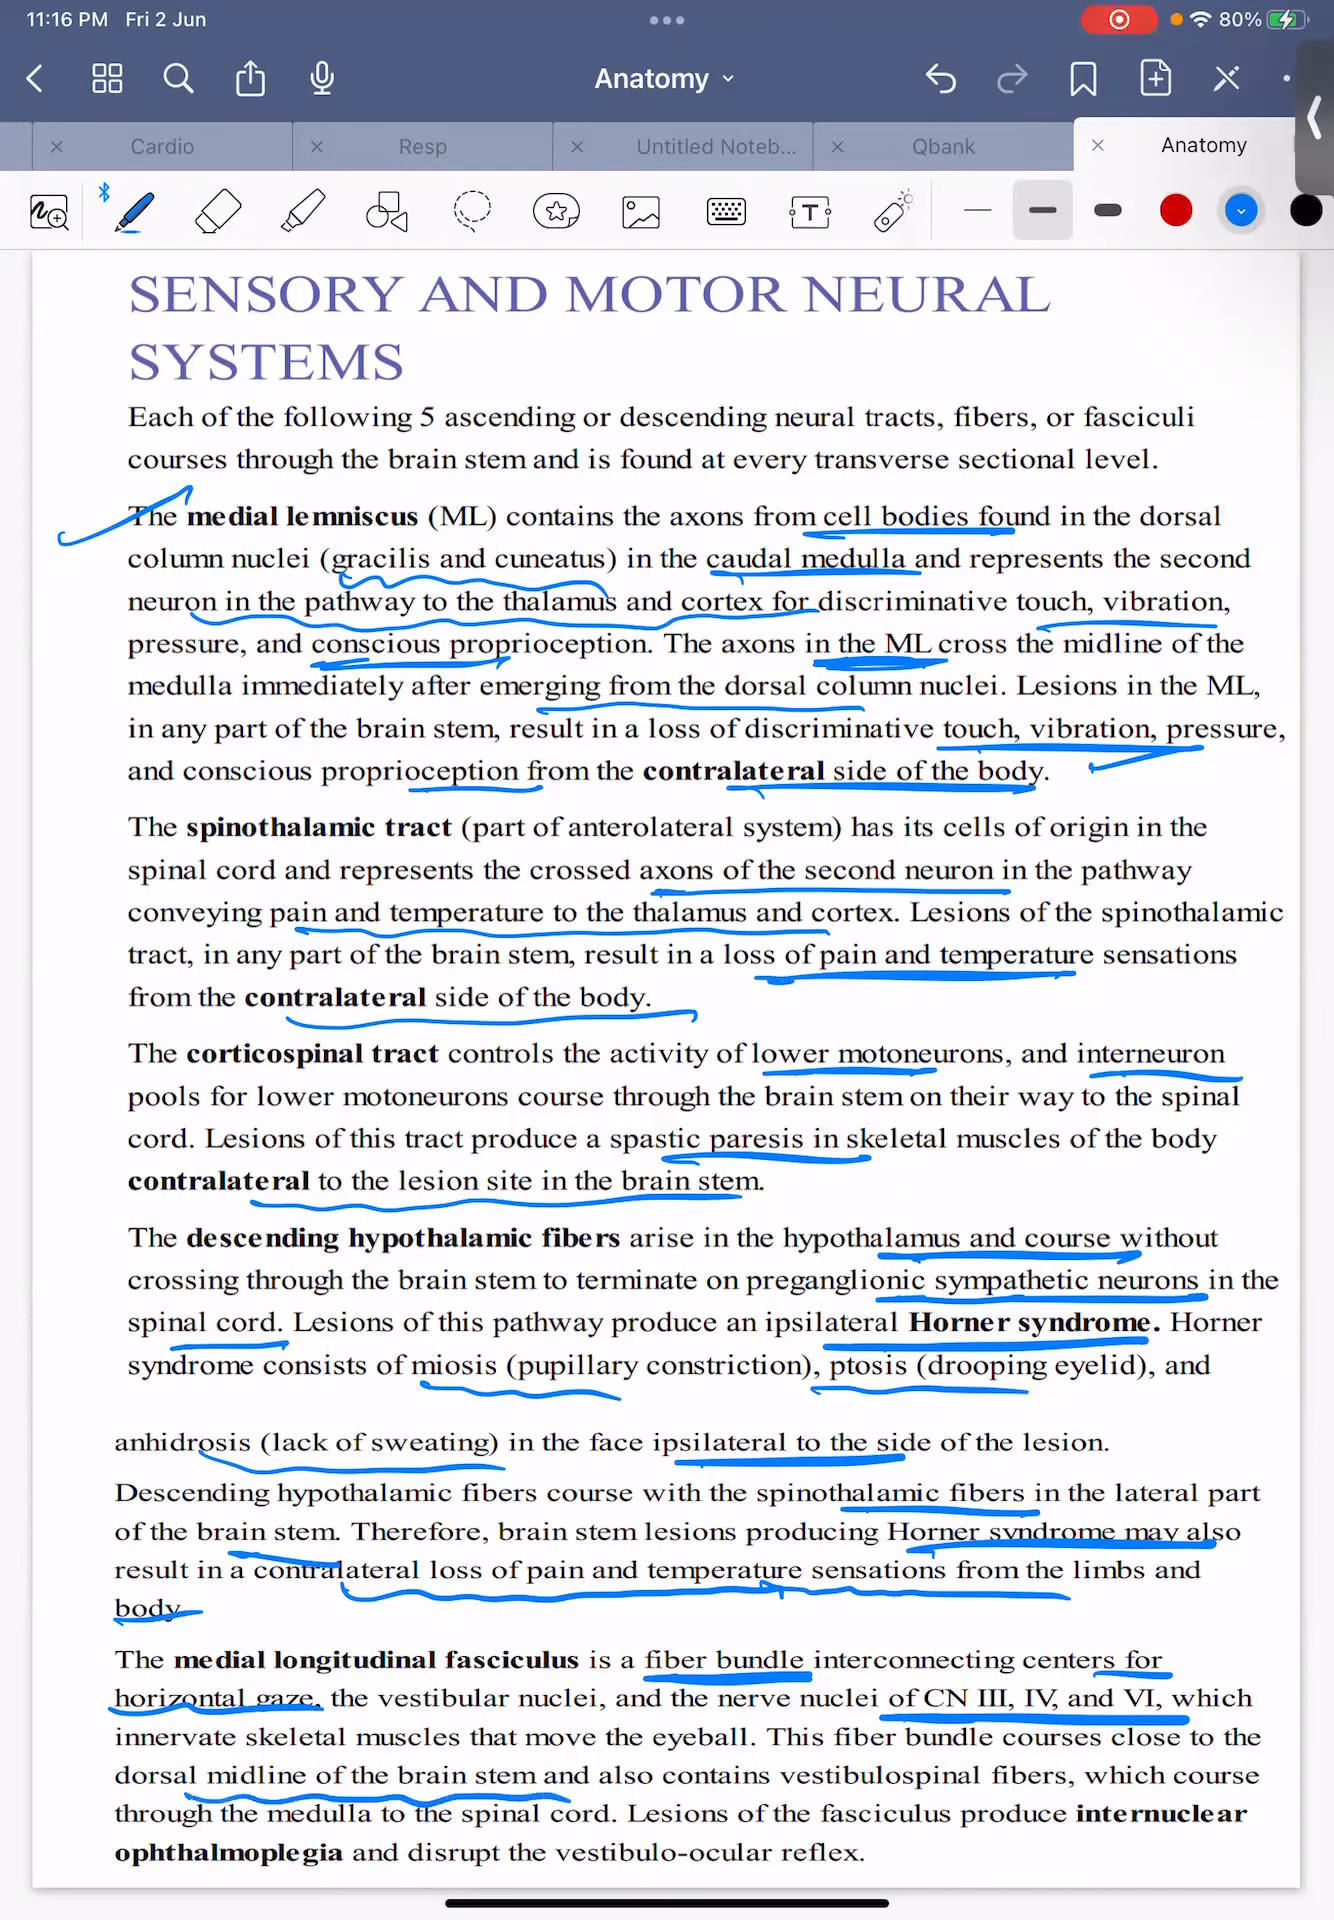 11:16 PM Fri 2 Jun
80%
Anatomy
Cardio
Resp
Untitled Noteb...
Qbank
Anatomy
T
SENSORY AND MOTOR NEURAL
SYSTEMS
Each of the following 5 ascending or descending neural tracts, fibers, or fasciculi
courses through the brain stem and is found at every transverse sectional level.
The medial lemniscus (ML) contains the axons from cell bodies found in the dorsal
column nuclei (gracilis and cuneatus) in the caudal medulla and represents the second
neuron in the pathway to the thalamus and cortex for discriminative touch, vibration,
pressure, and conscious proprioception. The axons in the ML cross the midline of the
medulla immediately after emerging from the dorsal column nuclei. Lesions in the ML,
in any part of the brain stem, result in a loss of discriminative touch, vibration, pressure,
and conscious proprioception from the contralateral side of the body.
The spinothalamic tract (part of anterolateral system) has its cells of origin in the
spinal cord and represents the crossed axons of the second neuron in the pathway
conveying pain and temperature to the thalamus and cortex. Lesions of the spinothalamic
tract, in any part of the brain stem, result in a loss of pain and temperature sensations
from the contralateral side of the body.
The corticospinal tract controls the activity of lower motoneurons, and interneuron
pools for lower motoneurons course through the brain stem on their way to the spinal
cord. Lesions of this tract produce a spastic paresis in skeletal muscles of the body
contralateral to the lesion site in the brain stem.
The descending hypothalamic fibers arise in the hypothalamus and course without
crossing through the brain stem to terminate on preganglionic sympathetic neurons in the
spinal cord. Lesions of this pathway produce an ipsilateral Horner syndrome. Horner
syndrome consists of miosis (pupillary constriction), ptosis (drooping eyelid), and
anhidrosis (lack of sweating) in the face ipsilateral to the side of the lesion.
Descending hypothalamic fibers course with the spinothalamic fibers in the lateral part
of the brain stem. Therefore, brain stem lesions producing Horner syndrome may also
result in a contralateral loss of pain and temperature sensations from the limbs and
body.
The medial longitudinal fasciculus is a fiber bundle interconnecting centers for
horizontal gaze, the vestibular nuclei, and the nerve nuclei of CN III, IV, and VI, which
innervate skeletal muscles that move the eyeball. This fiber bundle courses close to the
dorsal midline of the brain stem and also contains vestibulospinal fibers, which course
through the medulla to the spinal cord. Lesions of the fasciculus produce internuclear
ophthalmoplegia and disrupt the vestibulo-ocular reflex.